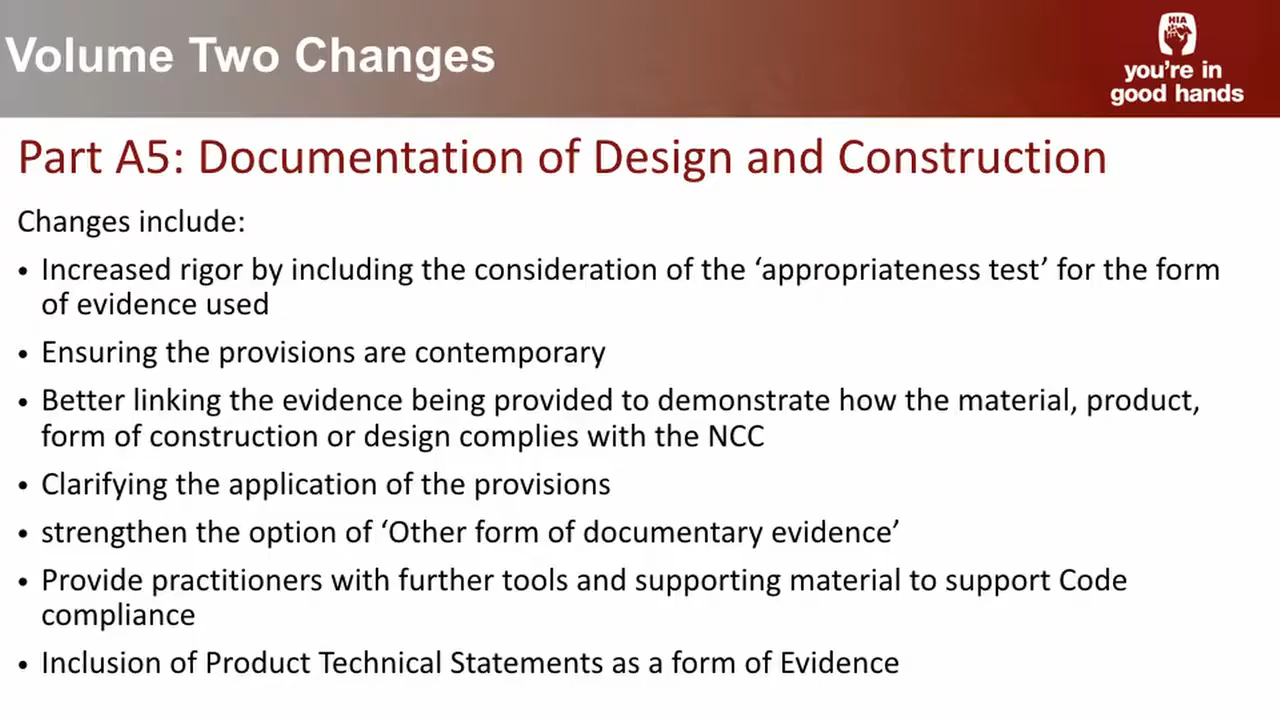 Volume Two Changes
HIA
you're in
good hands
Part A5: Documentation of Design and Construction
Changes include:
• Increased rigor by including the consideration of the ‘appropriateness test’ for the form
of evidence used
• Ensuring the provisions are contemporary
• Better linking the evidence being provided to demonstrate how the material, product,
form of construction or design complies with the NCC
• Clarifying the application of the provisions
• strengthen the option of ‘Other form of documentary evidence’
• Provide practitioners with further tools and supporting material to support Code
compliance
• Inclusion of Product Technical Statements as a form of Evidence